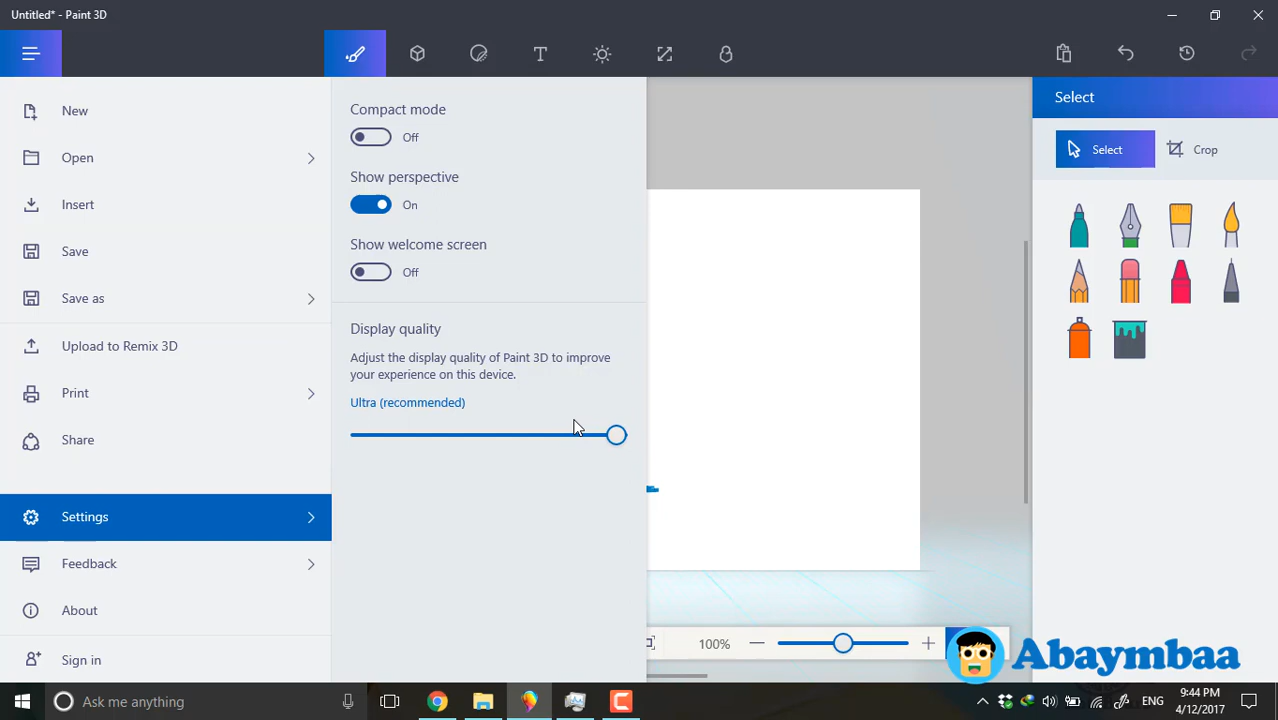 Untitled* - Paint 3D
New
Open
Insert
Save
Save as
Upload to Remix 3D
Print
Share
Settings
Feedback
About
Sign in
Compact mode
Off
Show perspective
On
Show welcome screen
Off
Display quality
Adjust the display quality of Paint 3D to improve
your experience on this device.
Ultra (recommended)
Select
Select
Crop
100%
Abaymbaa
Ask me anything
ENG
9:44 PM
4/12/2017